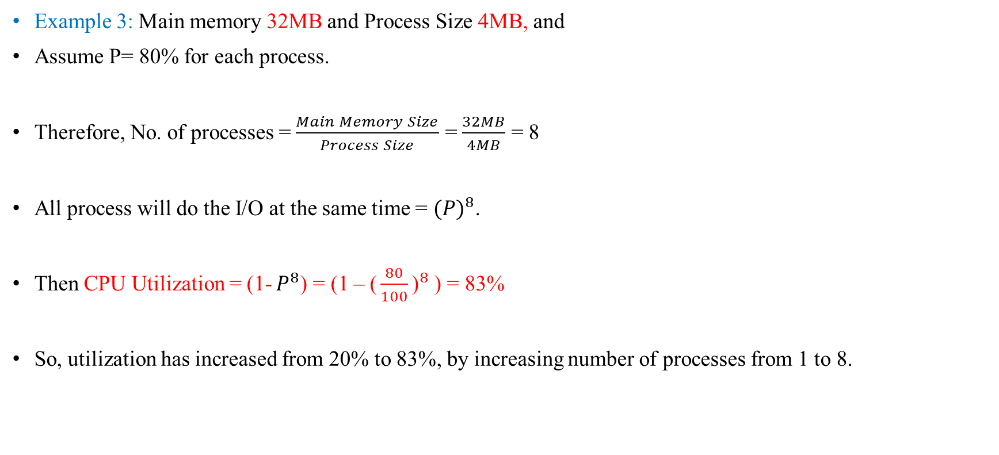 • Example 3: Main memory 32MB and Process Size 4MB, and
• Assume P= 80% for each process.
• Therefore, No. of processes = \frac{Main Memory Size}{Process Size} = \frac{32MB}{4MB} = 8
• All process will do the I/O at the same time = (P)⁸.
• Then CPU Utilization = (1- P⁸) = (1 – (\frac{80}{100})⁸ ) = 83%
• So, utilization has increased from 20% to 83%, by increasing number of processes from 1 to 8.